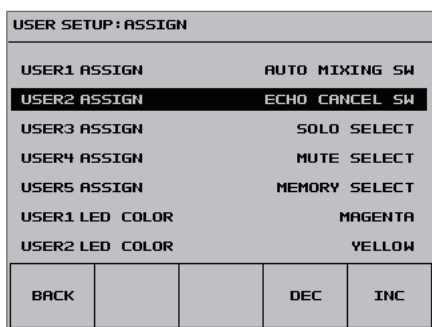 USER SETUP:ASSIGN
USER1 ASSIGN AUTO MIXING SW
USER2 ASSIGN ECHO CANCEL SW
USER3 ASSIGN SOLO SELECT
USER4 ASSIGN MUTE SELECT
USER5 ASSIGN MEMORY SELECT
USER1 LED COLOR MAGENTA
USER2 LED COLOR YELLOW
BACK DEC INC